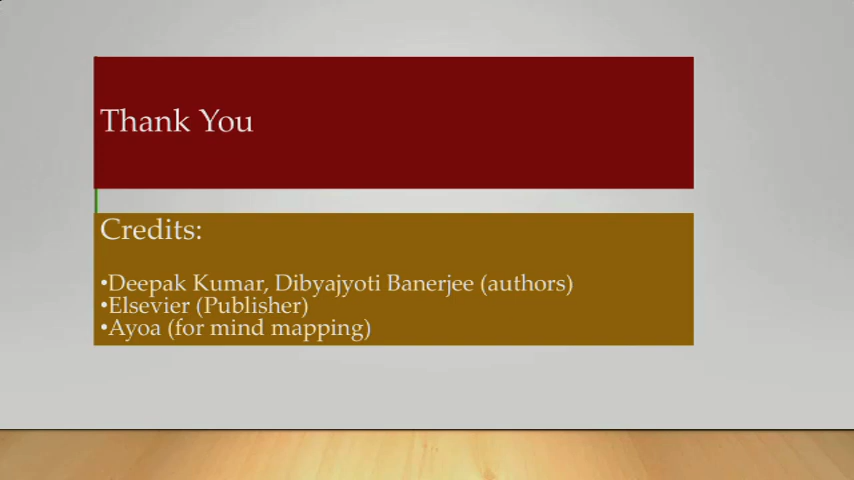 Thank You
Credits:
•Deepak Kumar, Dibyajyoti Banerjee (authors)
•Elsevier (Publisher)
•Ayoa (for mind mapping)